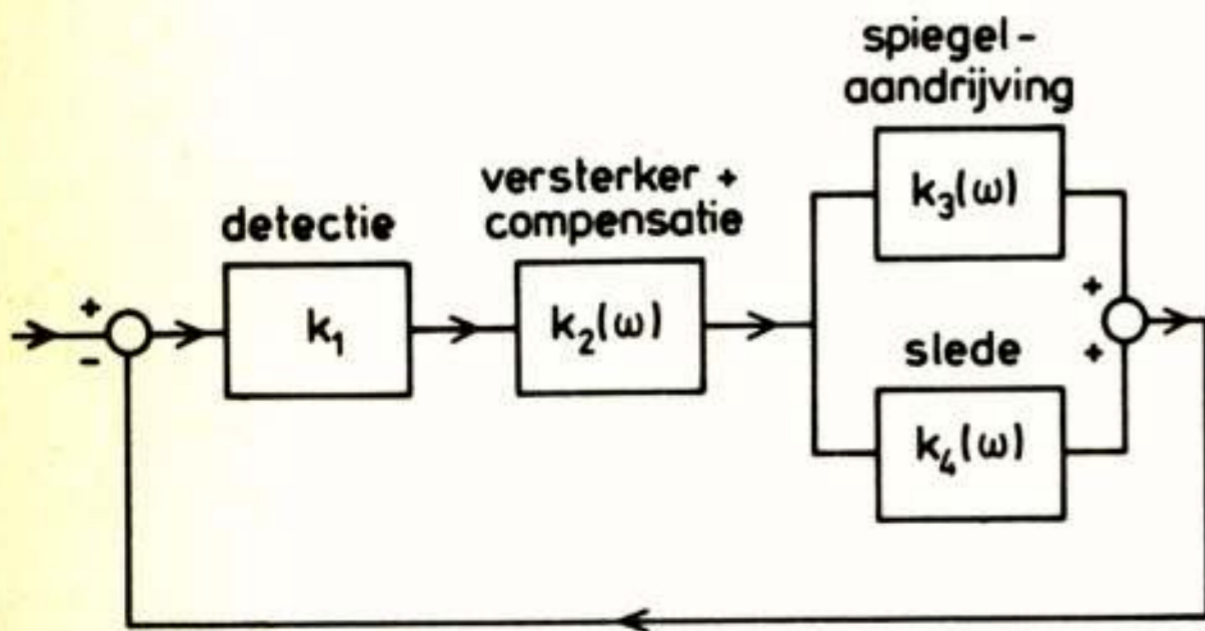 spiegel-
aandrijving
k₃(ω)
versterker +
compensatie
detectie
+
-
k₁
k₂(ω)
+
+
slede
k₄(ω)